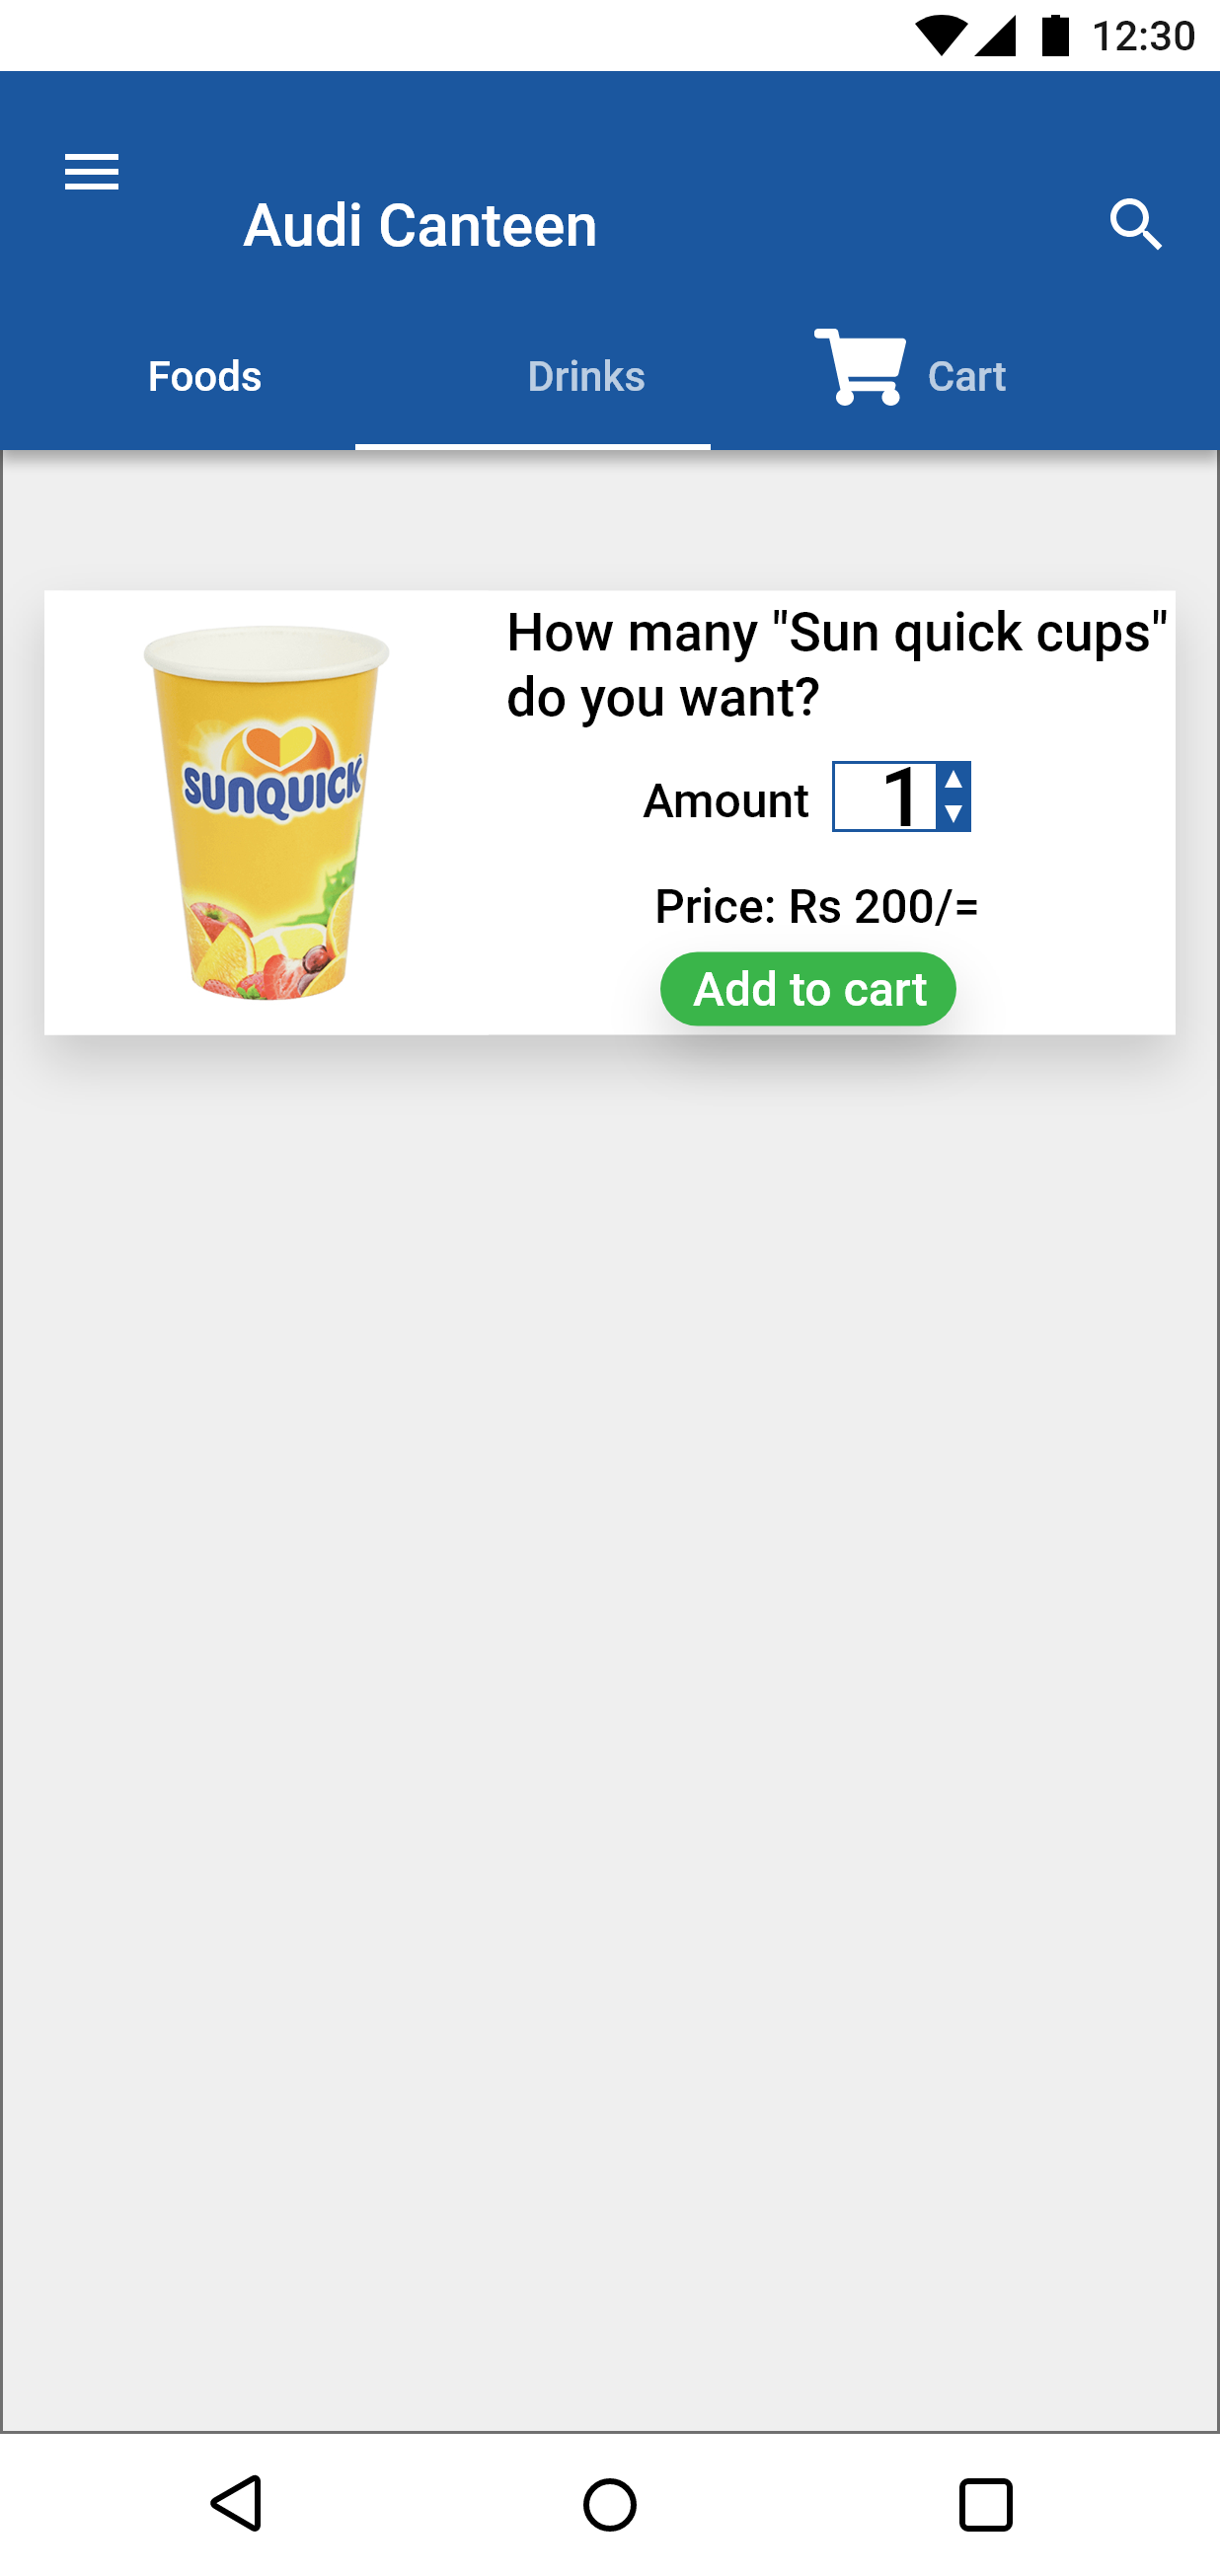 12:30
Audi Canteen
Foods
Drinks
Cart
How many "Sun quick cups"
do you want?
SUNQUICK
Amount 1
Price: Rs 200/=
Add to cart